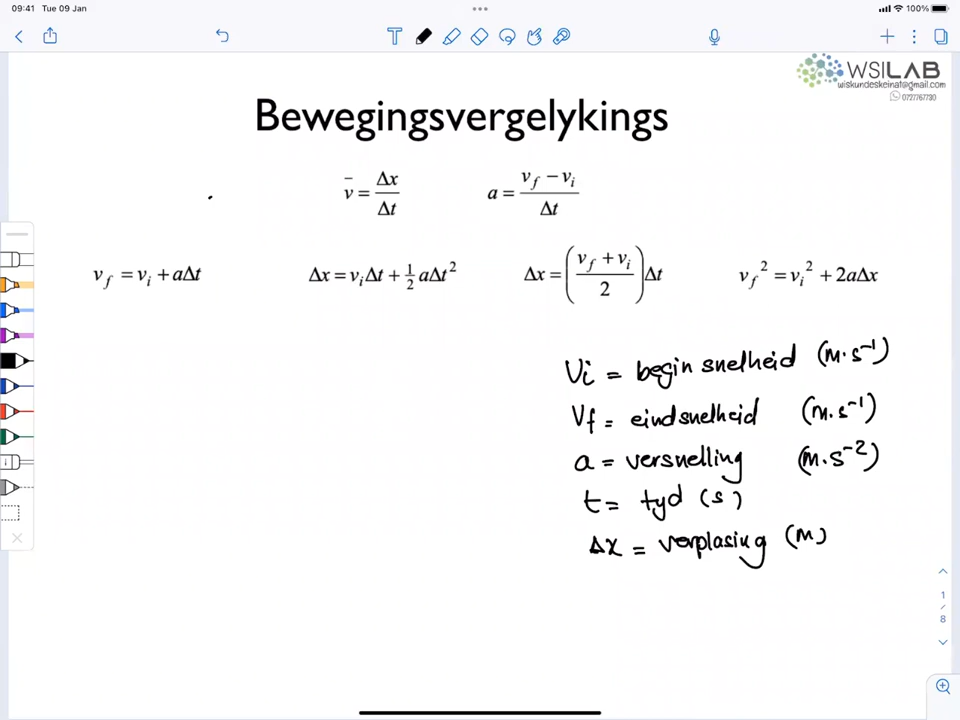 09:41 Tue 09 Jan
100%
WSILAB
wiskundeskeinat@gmail.com
0727767730
Bewegingsvergelykings
v̄ = Δx/Δt
a = (v_f − v_i)/Δt
v_f = v_i + aΔt
Δx = v_iΔt + ½ aΔt²
Δx = ((v_f + v_i)/2) Δt
v_f² = v_i² + 2aΔx
Vi = begin snelheid (m·s⁻¹)
Vf = eindsnelheid (m·s⁻¹)
a = versnelling (m·s⁻²)
t = tyd (s)
Δx = verplasing (m)
1
/
8